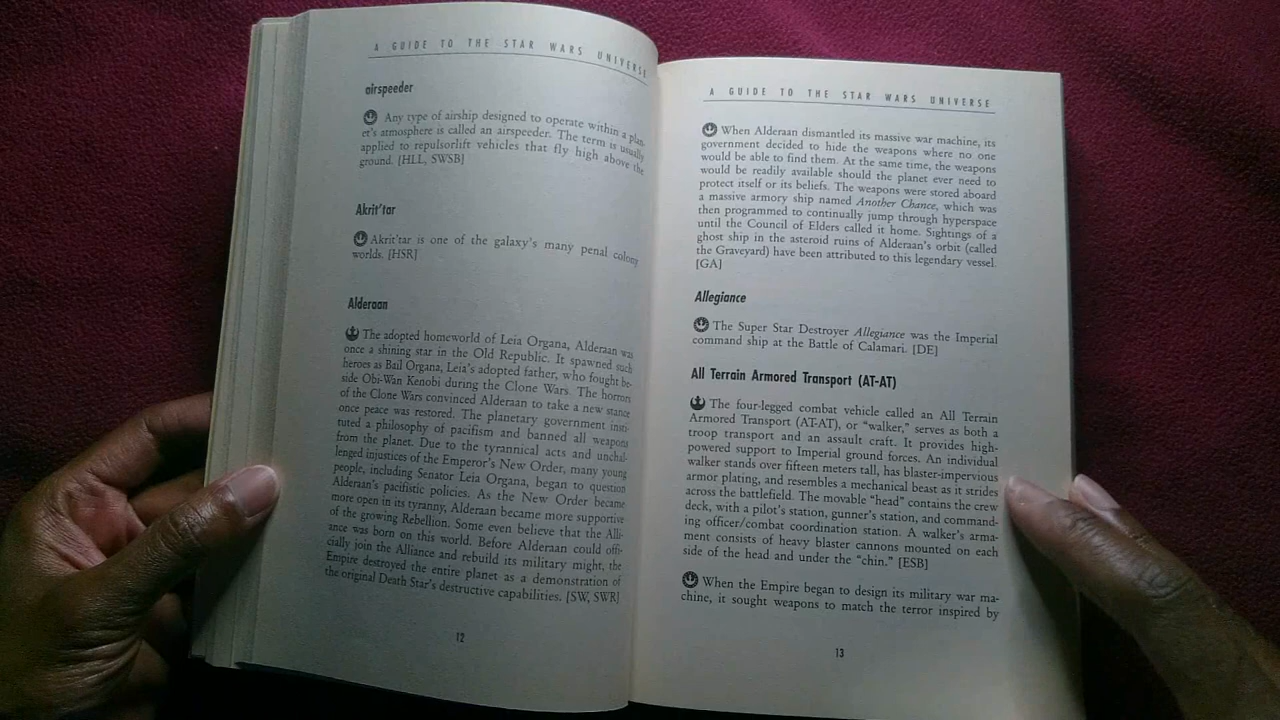 A GUIDE TO THE STAR WARS UNIVERSE
airspeeder
Any type of airship designed to operate within a plan-
et's atmosphere is called an airspeeder. The term is usually
applied to repulsorlift vehicles that fly high above the
ground. [HLL, SWSB]
Akrit'tar
Akrit'tar is one of the galaxy's many penal colony
worlds. [HSR]
Alderaan
The adopted homeworld of Leia Organa, Alderaan was
once a shining star in the Old Republic. It spawned such
heroes as Bail Organa, Leia's adopted father, who fought be-
side Obi-Wan Kenobi during the Clone Wars. The horrors
of the Clone Wars convinced Alderaan to take a new stance
once peace was restored. The planetary government insti-
tuted a philosophy of pacifism and banned all weapons
from the planet. Due to the tyrannical acts and unchal-
lenged injustices of the Emperor's New Order, many young
people, including Senator Leia Organa, began to question
Alderaan's pacifistic policies. As the New Order became
more open in its tyranny, Alderaan became more supportive
of the growing Rebellion. Some even believe that the Alli-
ance was born on this world. Before Alderaan could offi-
cially join the Alliance and rebuild its military might, the
Empire destroyed the entire planet as a demonstration of
the original Death Star's destructive capabilities. [SW, SWR]
12
A GUIDE TO THE STAR WARS UNIVERSE
When Alderaan dismantled its massive war machine, its
government decided to hide the weapons where no one
would be able to find them. At the same time, the weapons
would be readily available should the planet ever need to
protect itself or its beliefs. The weapons were stored aboard
a massive armory ship named Another Chance, which was
then programmed to continually jump through hyperspace
until the Council of Elders called it home. Sightings of a
ghost ship in the asteroid ruins of Alderaan's orbit (called
the Graveyard) have been attributed to this legendary vessel.
[GA]
Allegiance
The Super Star Destroyer Allegiance was the Imperial
command ship at the Battle of Calamari. [DE]
All Terrain Armored Transport (AT-AT)
The four-legged combat vehicle called an All Terrain
Armored Transport (AT-AT), or "walker," serves as both a
troop transport and an assault craft. It provides high-
powered support to Imperial ground forces. An individual
walker stands over fifteen meters tall, has blaster-impervious
armor plating, and resembles a mechanical beast as it strides
across the battlefield. The movable "head" contains the crew
deck, with a pilot's station, gunner's station, and command-
ing officer/combat coordination station. A walker's arma-
ment consists of heavy blaster cannons mounted on each
side of the head and under the "chin." [ESB]
When the Empire began to design its military war ma-
chine, it sought weapons to match the terror inspired by
13